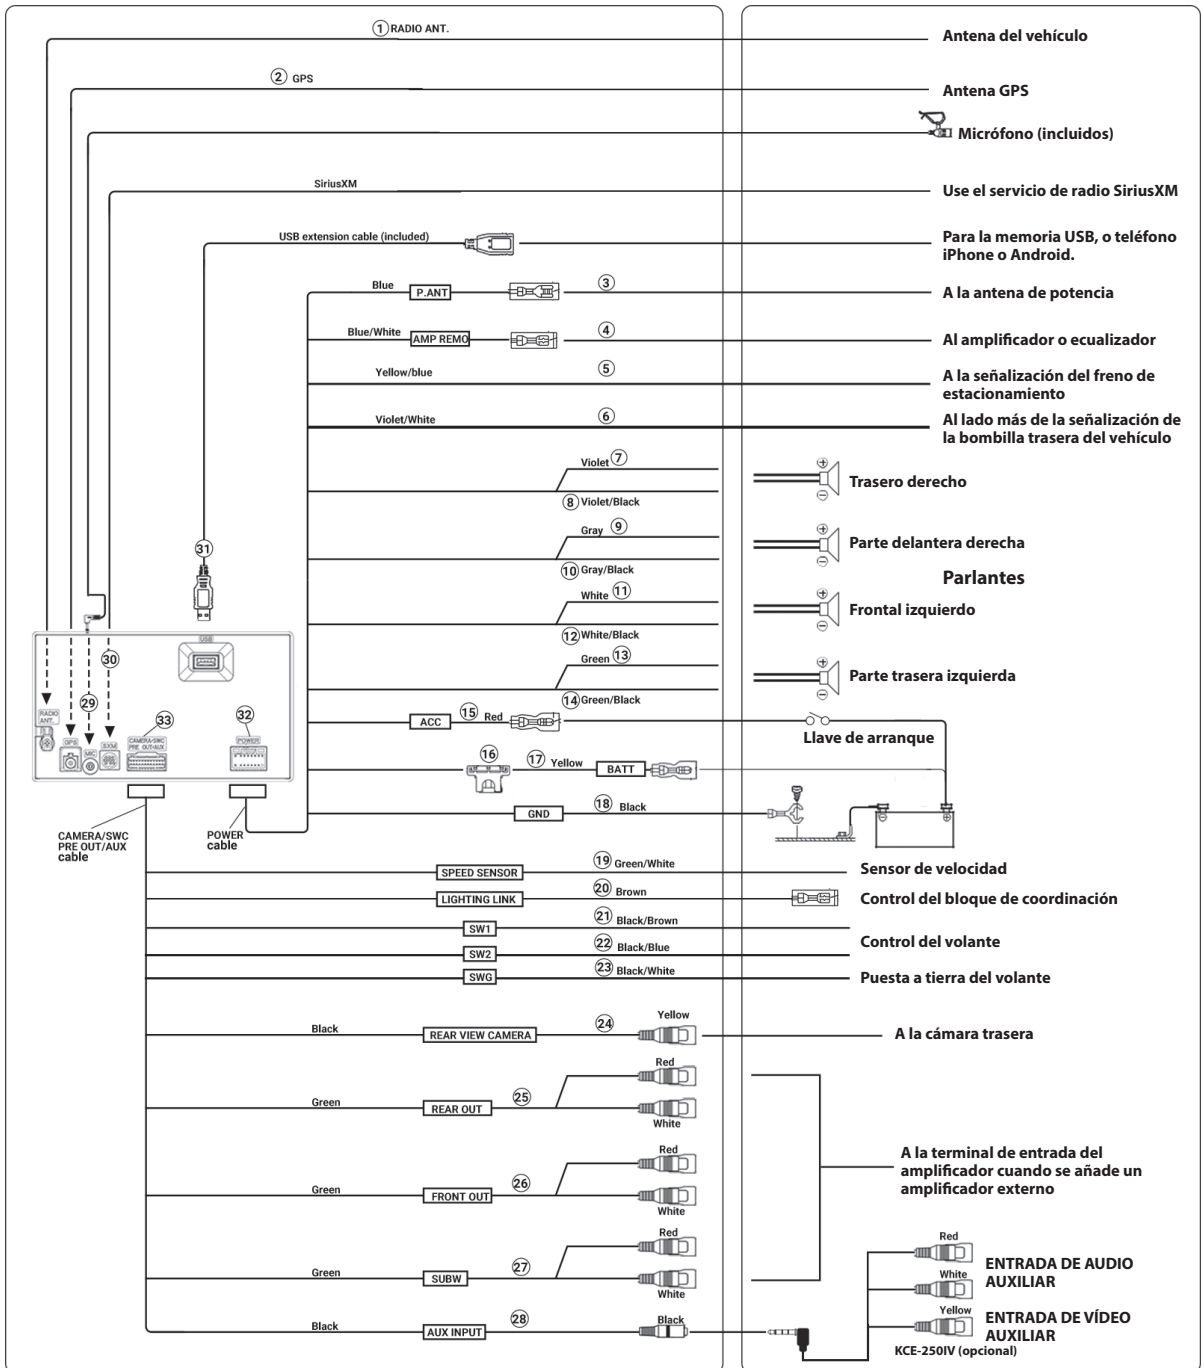 ① RADIO ANT.
Antena del vehículo
② GPS
Antena GPS
Micrófono (incluidos)
SiriusXM
Use el servicio de radio SiriusXM
USB extension cable (included)
Para la memoria USB, o teléfono
iPhone o Android.
Blue
P.ANT
③
A la antena de potencia
Blue/White
AMP REMO
④
Al amplificador o ecualizador
Yellow/blue
⑤
A la señalización del freno de
estacionamiento
Violet/White
⑥
Al lado más de la señalización de
la bombilla trasera del vehículo
Violet ⑦
⑧ Violet/Black
Trasero derecho
Gray ⑨
⑩ Gray/Black
Parte delantera derecha
Parlantes
White ⑪
⑫ White/Black
Frontal izquierdo
Green ⑬
⑭ Green/Black
Parte trasera izquierda
㉛
USB
㉚
㉙
RADIO
ANT.
GPS
MIC
SXM
㉝
CAMERA/SWC
PRE OUT/AUX
㉜
POWER
CAMERA/SWC
PRE OUT/AUX
cable
POWER
cable
ACC
⑮ Red
Llave de arranque
⑯
⑰ Yellow
BATT
GND
⑱ Black
SPEED SENSOR
⑲ Green/White
Sensor de velocidad
LIGHTING LINK
⑳ Brown
Control del bloque de coordinación
SW1
㉑ Black/Brown
SW2
㉒ Black/Blue
Control del volante
SWG
㉓ Black/White
Puesta a tierra del volante
Black
REAR VIEW CAMERA
㉔
Yellow
A la cámara trasera
Green
REAR OUT
㉕
Red
White
Green
FRONT OUT
㉖
Red
White
A la terminal de entrada del
amplificador cuando se añade un
amplificador externo
Green
SUBW
㉗
Red
White
Black
AUX INPUT
㉘
Black
Red
White
ENTRADA DE AUDIO
AUXILIAR
Yellow
ENTRADA DE VÍDEO
AUXILIAR
KCE-250IV (opcional)